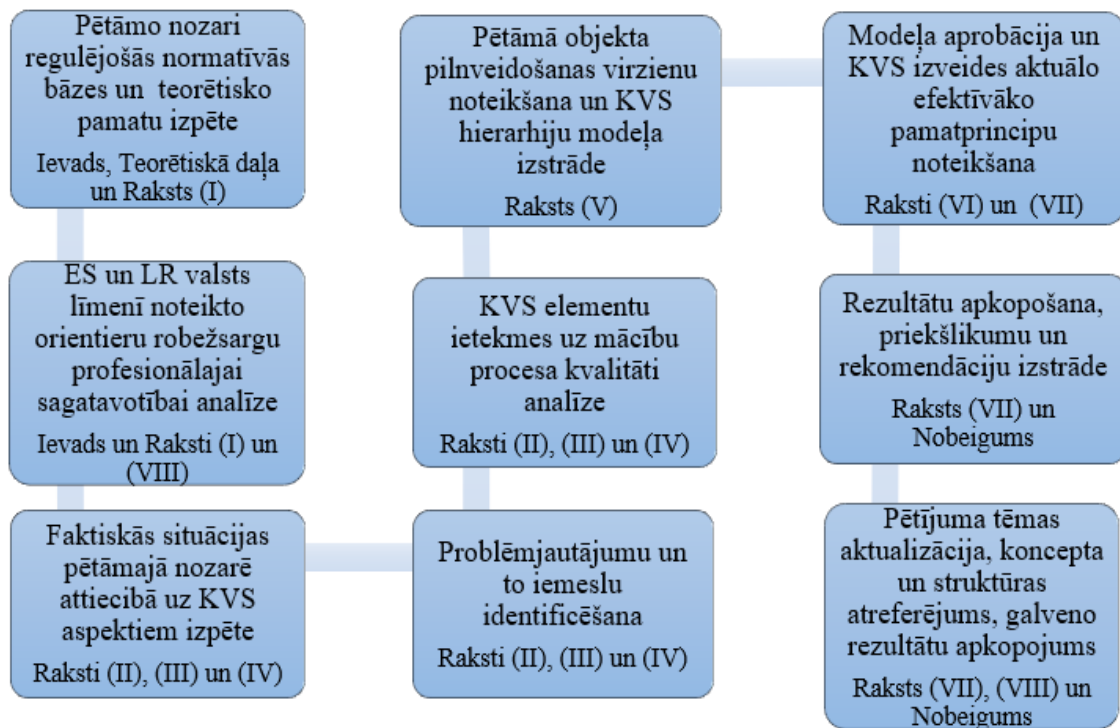 Pētāmo nozari
regulējošās normatīvās
bāzes un teorētisko
pamatu izpēte
Ievads, Teorētiskā daļa
un Raksts (I)
ES un LR valsts
līmenī noteikto
orientieru robežsargu
profesionālajai
sagatavotībai analīze
Ievads un Raksti (I) un
(VIII)
Faktiskās situācijas
pētāmajā nozarē
attiecībā uz KVS
aspektiem izpēte
Raksti (II), (III) un (IV)
Problēmjautājumu un
to iemeslu
identificēšana
Raksti (II), (III) un (IV)
KVS elementu
ietekmes uz mācību
procesa kvalitāti
analīze
Raksti (II), (III) un (IV)
Pētāmā objekta
pilnveidošanas virzienu
noteikšana un KVS
hierarhiju modeļa
izstrāde
Raksts (V)
Modeļa aprobācija un
KVS izveides aktuālo
efektīvāko
pamatprincipu
noteikšana
Raksti (VI) un (VII)
Rezultātu apkopošana,
priekšlikumu un
rekomendāciju izstrāde
Raksts (VII) un
Nobeigums
Pētījuma tēmas
aktualizācija, koncepta
un struktūras
atreferējums, galveno
rezultātu apkopojums
Raksts (VII), (VIII) un
Nobeigums